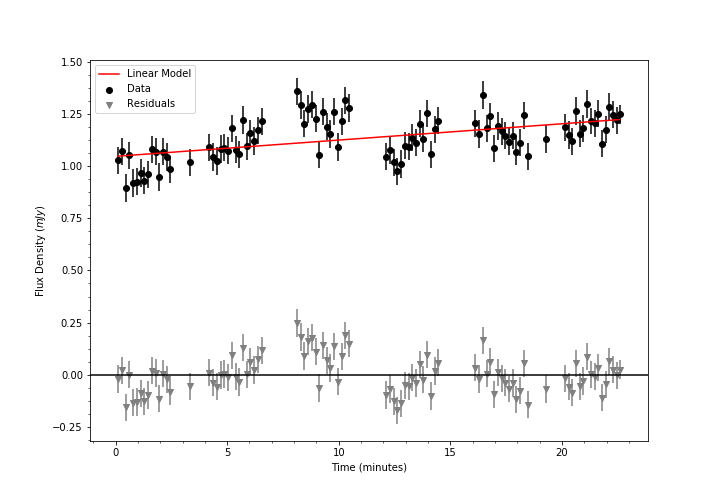 1.50
1.25
1.00
0.75
0.50
0.25
0.00
−0.25
Flux Density (mJy)
Linear Model
Data
Residuals
0
5
10
15
20
Time (minutes)